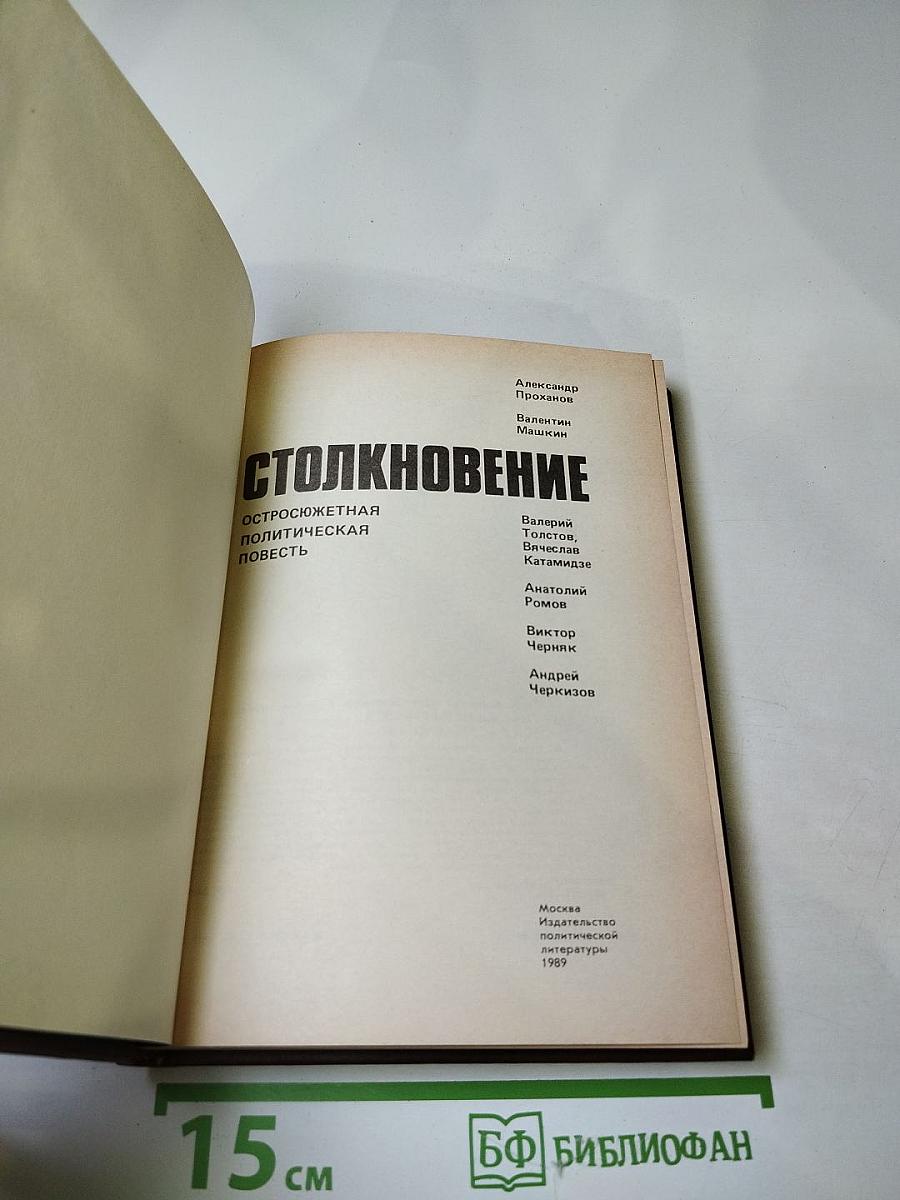 Александр
Проханов
Валентин
Машкин
СТОЛКНОВЕНИЕ
ОСТРОСЮЖЕТНАЯ
ПОЛИТИЧЕСКАЯ
ПОВЕСТЬ
Валерий
Толстов,
Вячеслав
Катамидзе
Анатолий
Ромов
Виктор
Черняк
Андрей
Черкизов
Москва
Издательство
политической
литературы
1989
15 см
БФ БИБЛИОФАН